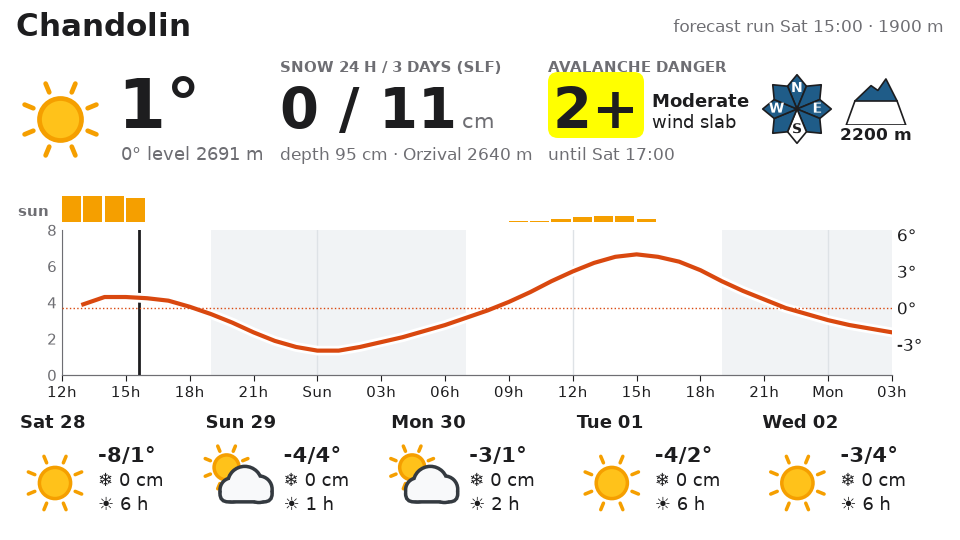 Chandolin
forecast run Sat 15:00 · 1900 m
1°
0° level 2691 m
SNOW 24 H / 3 DAYS (SLF)
0 / 11 cm
depth 95 cm · Orzival 2640 m
AVALANCHE DANGER
2+
Moderate
wind slab
until Sat 17:00
N
W E
S
2200 m
sun
8
6
4
2
0
6°
3°
0°
-3°
12h 15h 18h 21h Sun 03h 06h 09h 12h 15h 18h 21h Mon 03h
Sat 28
-8/1°
❄ 0 cm
☀ 6 h
Sun 29
-4/4°
❄ 0 cm
☀ 1 h
Mon 30
-3/1°
❄ 0 cm
☀ 2 h
Tue 01
-4/2°
❄ 0 cm
☀ 6 h
Wed 02
-3/4°
❄ 0 cm
☀ 6 h